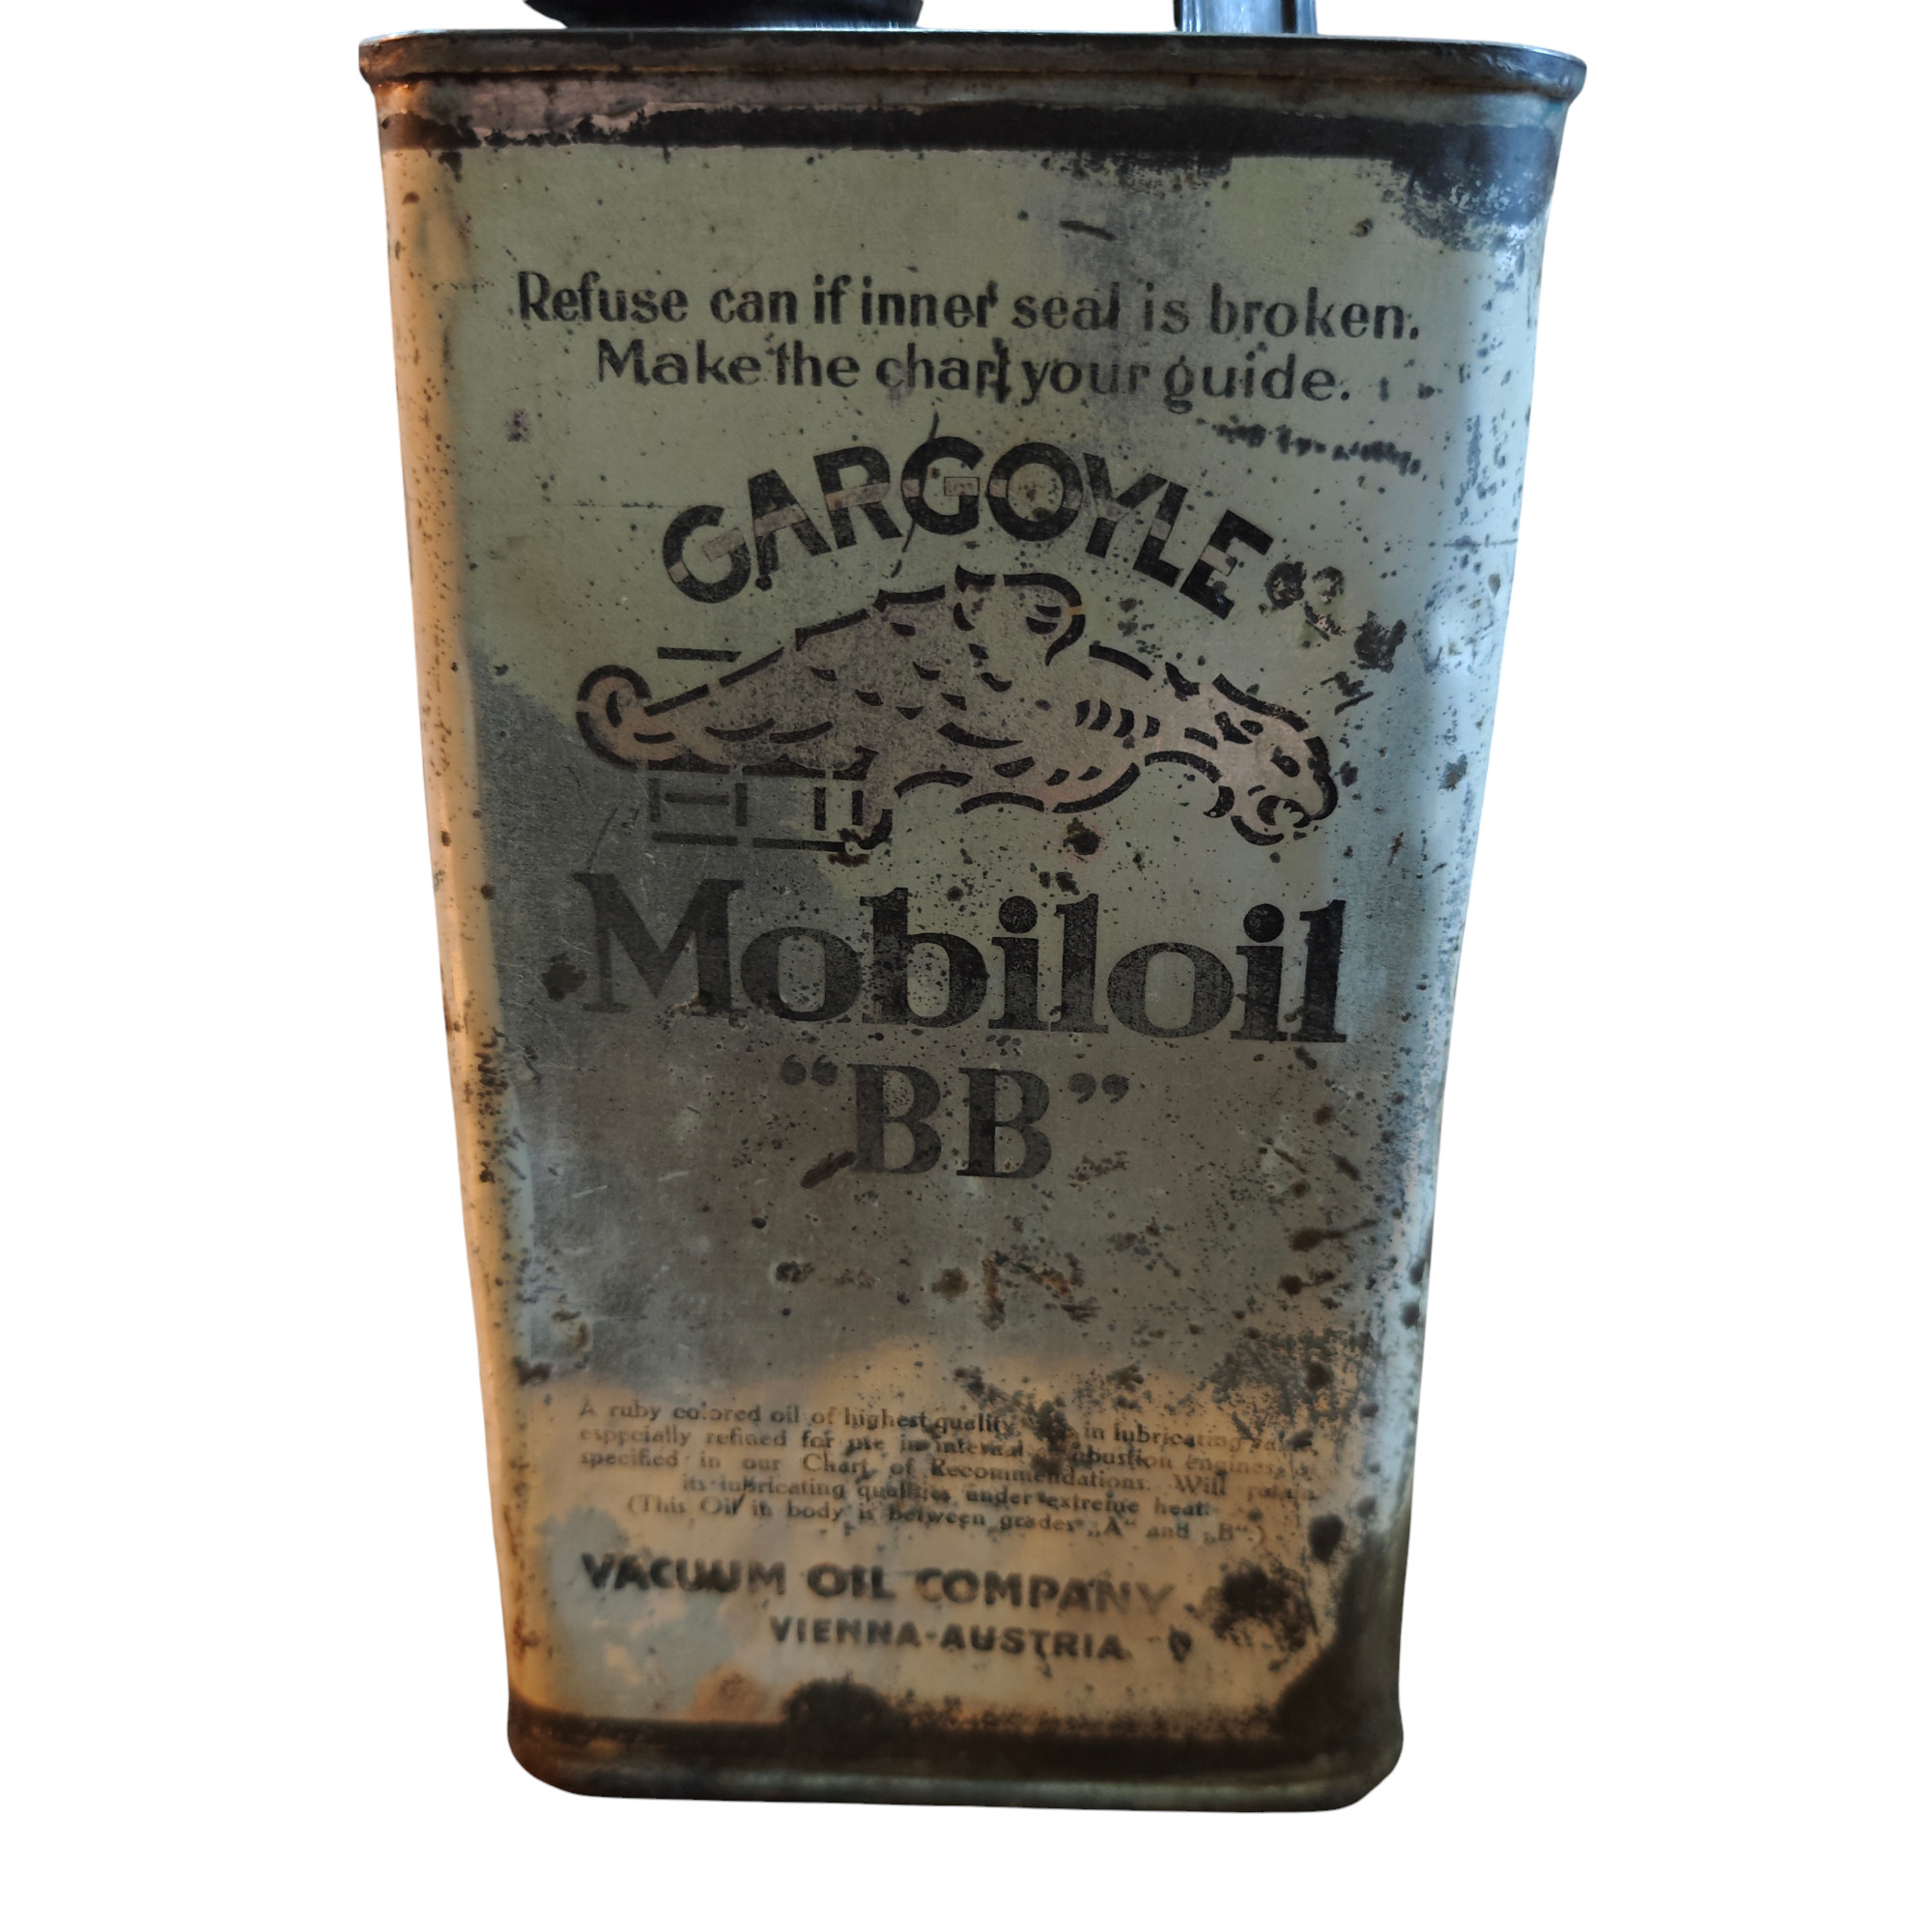 Refuse can if inner seal is broken.
Make the chart your guide.
GARGOYLE
Mobiloil
“BB”
A ruby colored oil of highest quality, in lubricating
especially refined for use in internal combustion engines,
specified in our Chart of Recommendations. Will retain
its lubricating qualities under extreme heat.
(This Oil in body is between grades „A“ and „B“.)
VACUUM OIL COMPANY
VIENNA-AUSTRIA